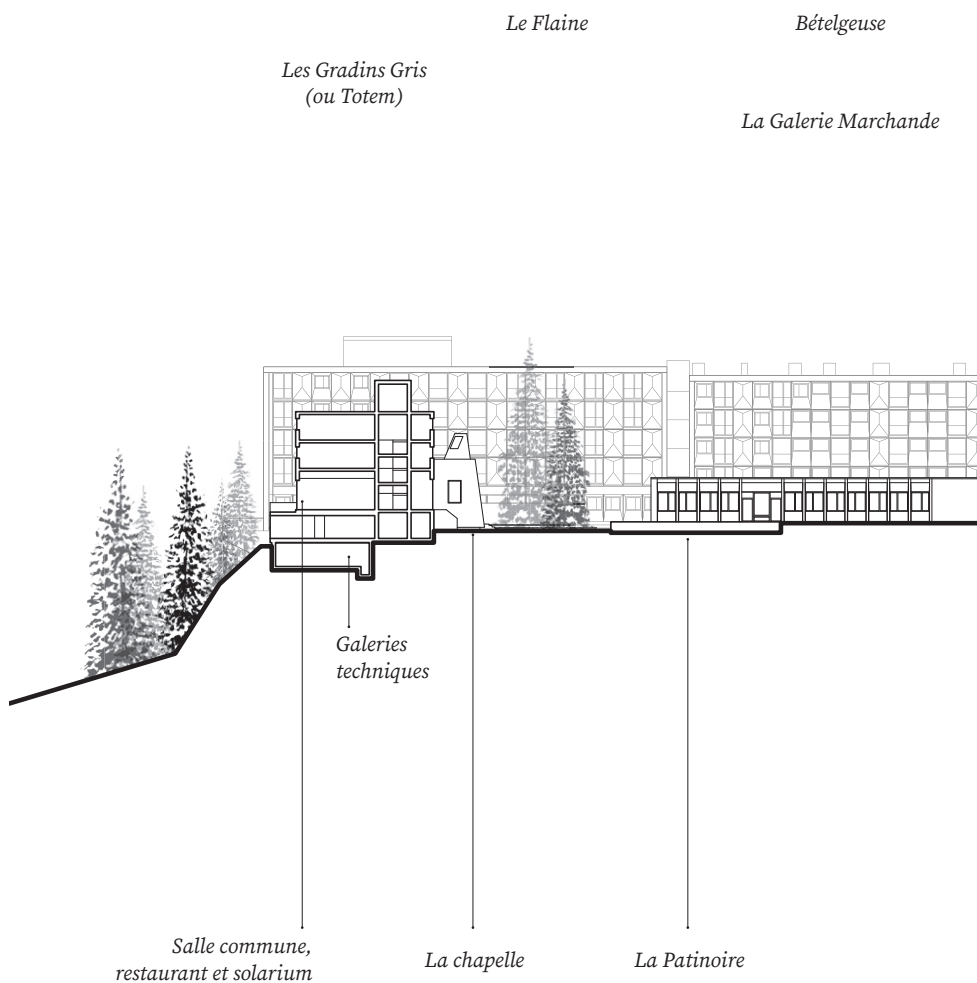 Le Flaine
Bételgeuse
Les Gradins Gris
(ou Totem)
La Galerie Marchande
Galeries
techniques
Salle commune,
restaurant et solarium
La chapelle
La Patinoire